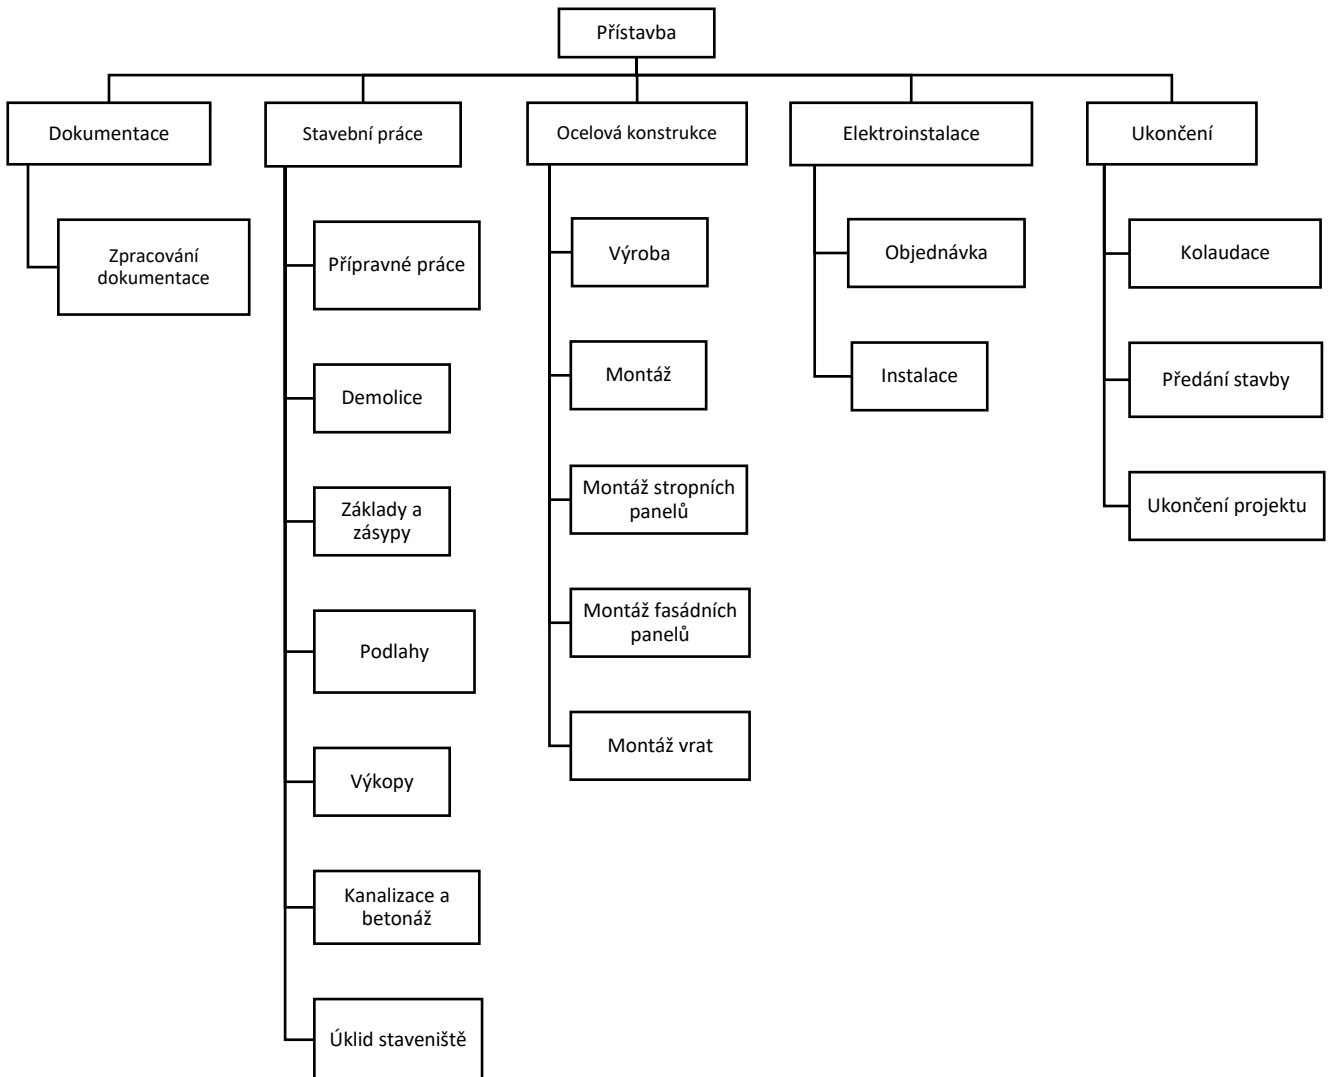 Přístavba
Dokumentace
Zpracování
dokumentace
Stavební práce
Přípravné práce
Demolice
Základy a
zásypy
Podlahy
Výkopy
Kanalizace a
betonáž
Úklid staveniště
Ocelová konstrukce
Výroba
Montáž
Montáž stropních
panelů
Montáž fasádních
panelů
Montáž vrat
Elektroinstalace
Objednávka
Instalace
Ukončení
Kolaudace
Předání stavby
Ukončení projektu